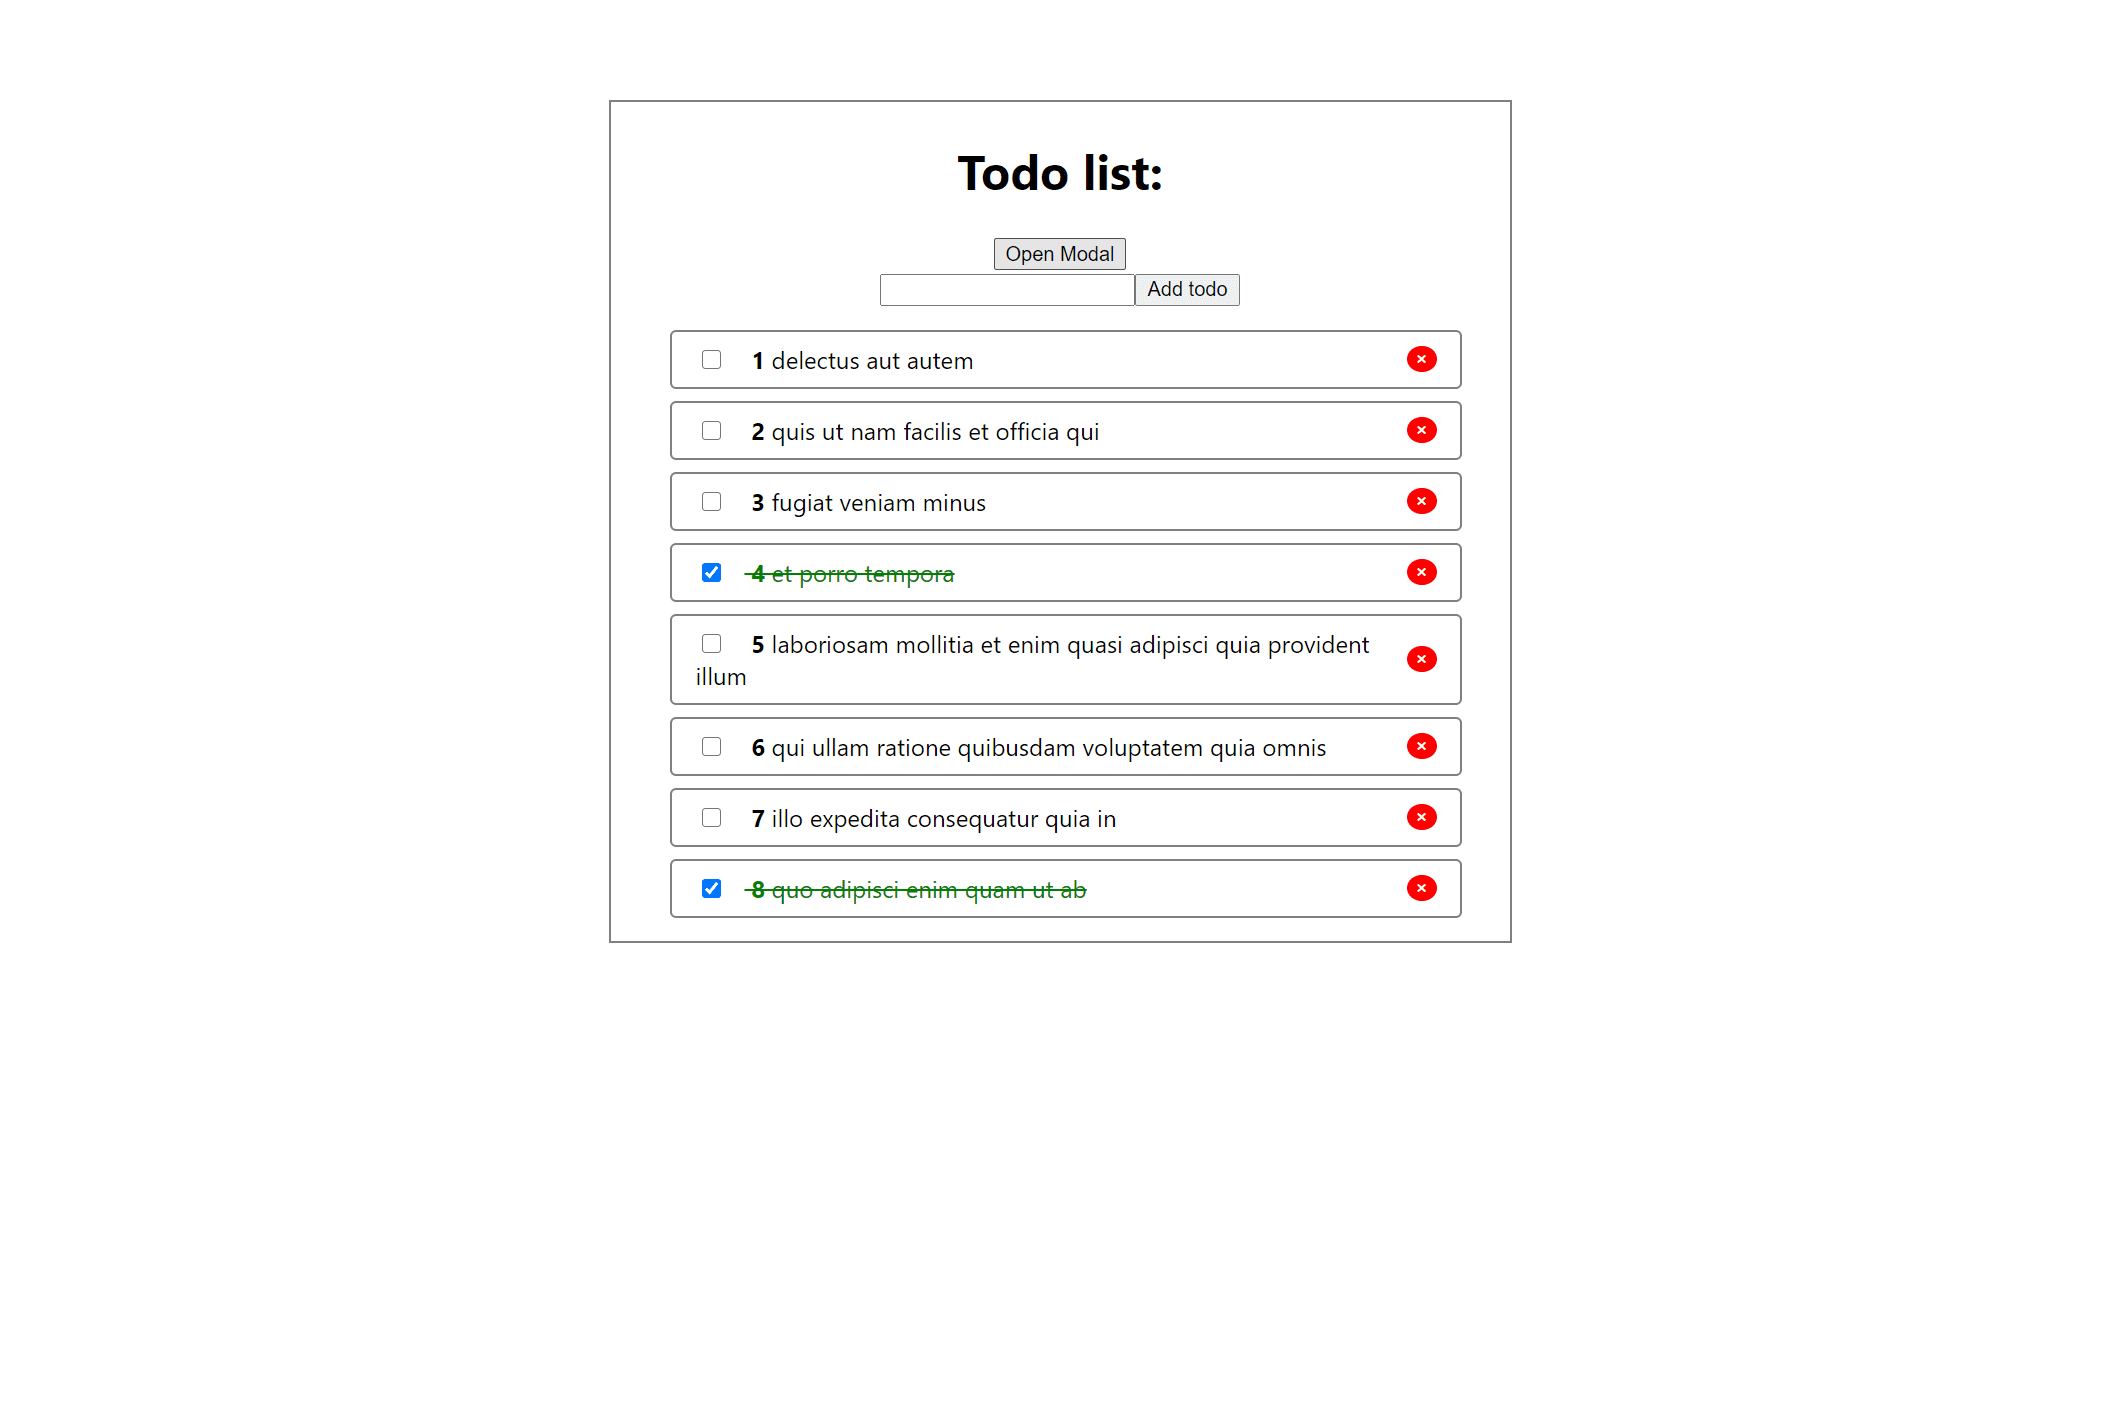 Todo list:
Open Modal
Add todo
1 delectus aut autem
2 quis ut nam facilis et officia qui
3 fugiat veniam minus
4 et porro tempora
5 laboriosam mollitia et enim quasi adipisci quia provident
illum
6 qui ullam ratione quibusdam voluptatem quia omnis
7 illo expedita consequatur quia in
8 quo adipisci enim quam ut ab